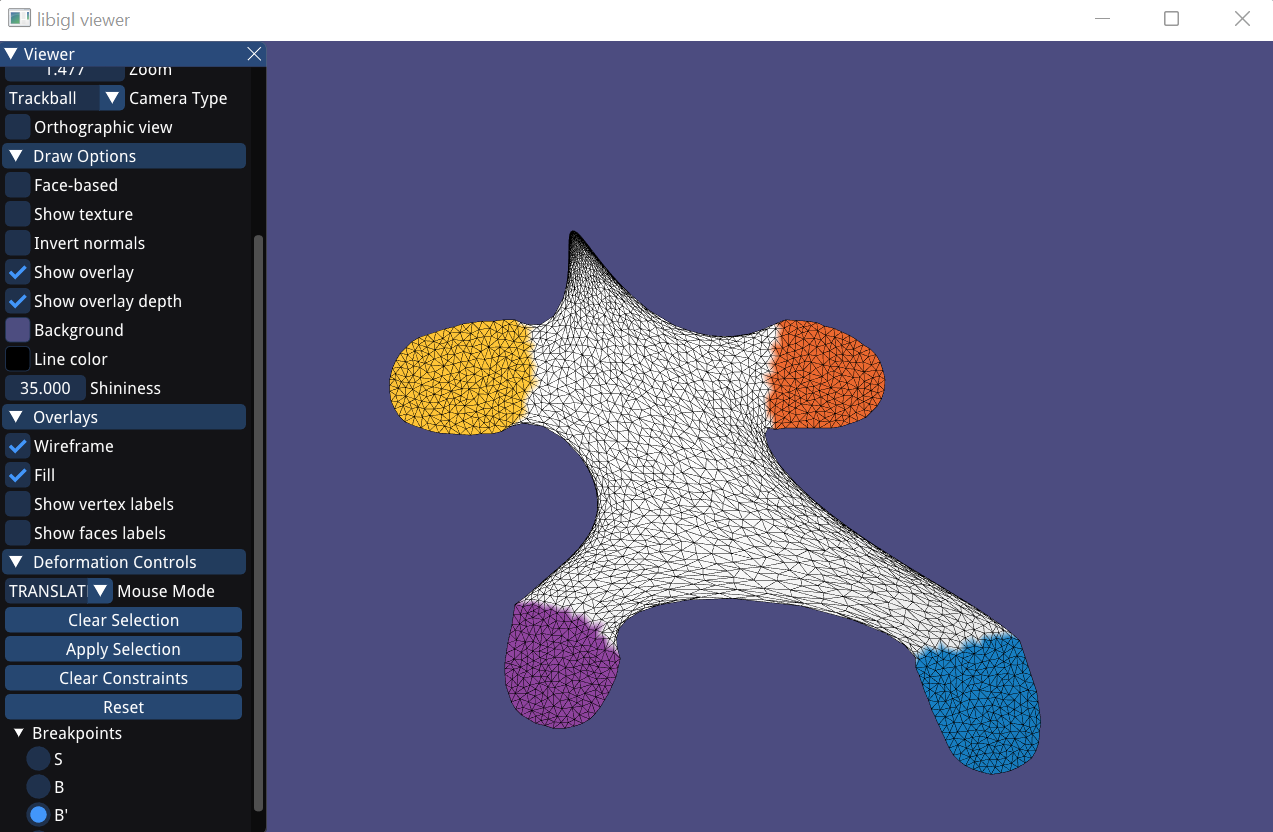 libigl viewer
Viewer
1.477 Zoom
Trackball Camera Type
Orthographic view
Draw Options
Face-based
Show texture
Invert normals
Show overlay
Show overlay depth
Background
Line color
35.000 Shininess
Overlays
Wireframe
Fill
Show vertex labels
Show faces labels
Deformation Controls
TRANSLAT Mouse Mode
Clear Selection
Apply Selection
Clear Constraints
Reset
Breakpoints
S
B
B'